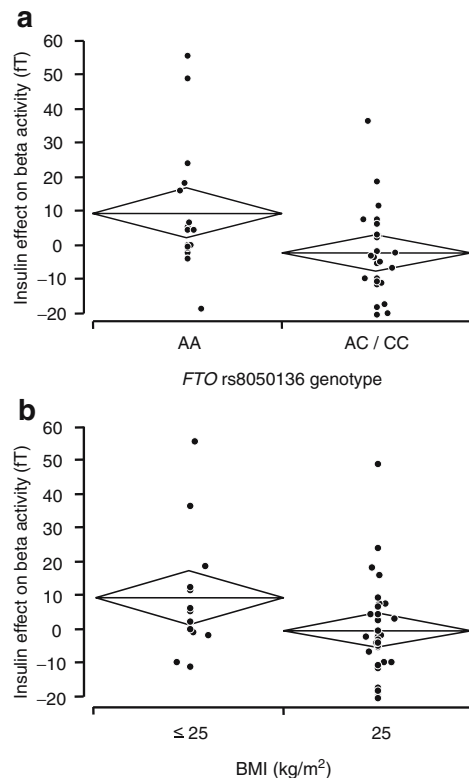 a
Insulin effect on beta activity (fT)
60
50
40
30
20
10
0
−10
−20
AA AC / CC
FTO rs8050136 genotype
b
Insulin effect on beta activity (fT)
60
50
40
30
20
10
0
−10
−20
≤ 25 25
BMI (kg/m²)